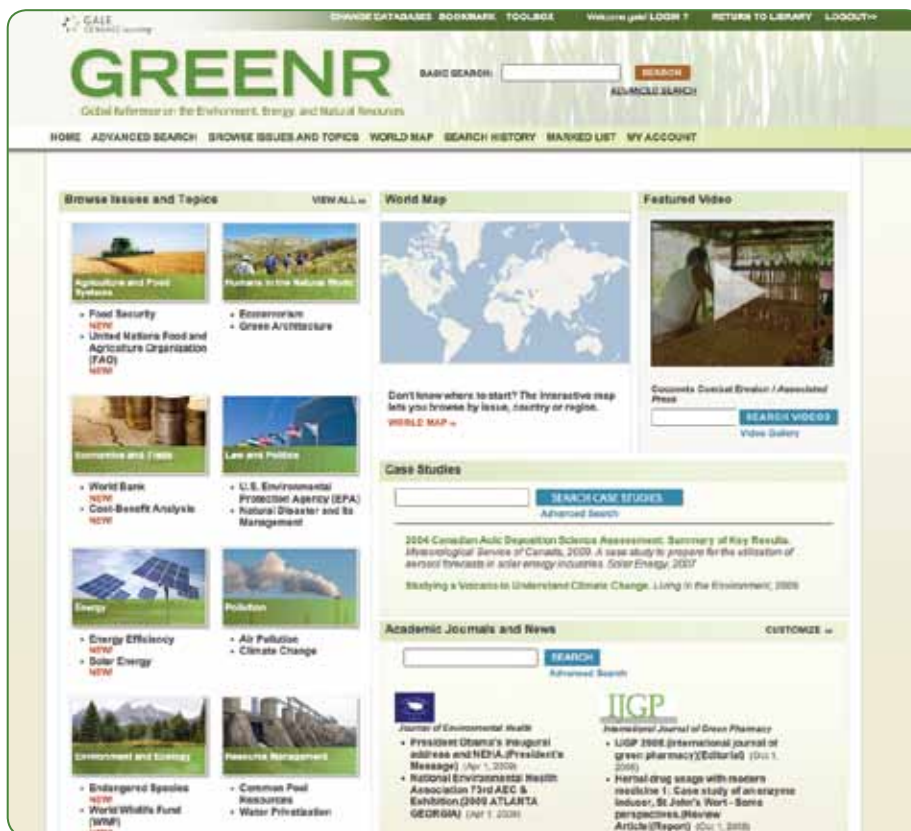 GALE
CENGAGE Learning
CHANGE DATABASES BOOKMARK TOOLBOX
LOGIN ?
RETURN TO LIBRARY LOGOUT
GREENR
Global Reference on the Environment, Energy, and Natural Resources
BASIC SEARCH:
SEARCH
ADVANCED SEARCH
HOME ADVANCED SEARCH BROWSE ISSUES AND TOPICS WORLD MAP SEARCH HISTORY MARKED LIST MY ACCOUNT
Browse Issues and Topics
VIEW ALL »
Agriculture and Food
Systems
• Food Security
NEW!
• United Nations Food and
Agriculture Organization
(FAO)
NEW!
Humans in the Natural World
• Ecoterrorism
• Green Architecture
Economics and Trade
• World Bank
NEW!
• Cost-Benefit Analysis
NEW!
Law and Politics
• U.S. Environmental
Protection Agency (EPA)
• Natural Disaster and Its
Management
Energy
• Energy Efficiency
NEW!
• Solar Energy
NEW!
Pollution
• Air Pollution
• Climate Change
Environment and Ecology
• Endangered Species
NEW!
• World Wildlife Fund
(WWF)
NEW!
Resource Management
• Common Pool
Resources
• Water Privatization
World Map
Don't know where to start? The interactive map
lets you browse by issue, country or region.
WORLD MAP »
Featured Video
Coconuts Combat Erosion / Associated
Press
SEARCH VIDEOS
Video Gallery
Case Studies
SEARCH CASE STUDIES
Advanced Search
2004 Canadian Acid Deposition Science Assessment: Summary of Key Results.
Meteorological Service of Canada, 2009. A case study to prepare for the utilization of
aerosol forecasts in solar energy industries. Solar Energy, 2007
Studying a Volcano to Understand Climate Change. Living in the Environment, 2009
Academic Journals and News
CUSTOMIZE »
SEARCH
Advanced Search
Journal of Environmental Health
• President Obama's inaugural
address and NEHA.(President's
Message) (Apr 1, 2009)
• National Environmental Health
Association 73rd AEC &
Exhibition.(2009 ATLANTA
GEORGIA) (Apr 1, 2009)
IJGP
International Journal of Green Pharmacy
• IJGP 2008.(international journal of
green pharmacy)(Editorial) (Oct 1,
2008)
• Herbal drug usage with modern
medicine 1: Case study of an enzyme
inducer, St John's Wort - Some
perspectives.(Review
Article)(Report) (Oct 1, 2008)